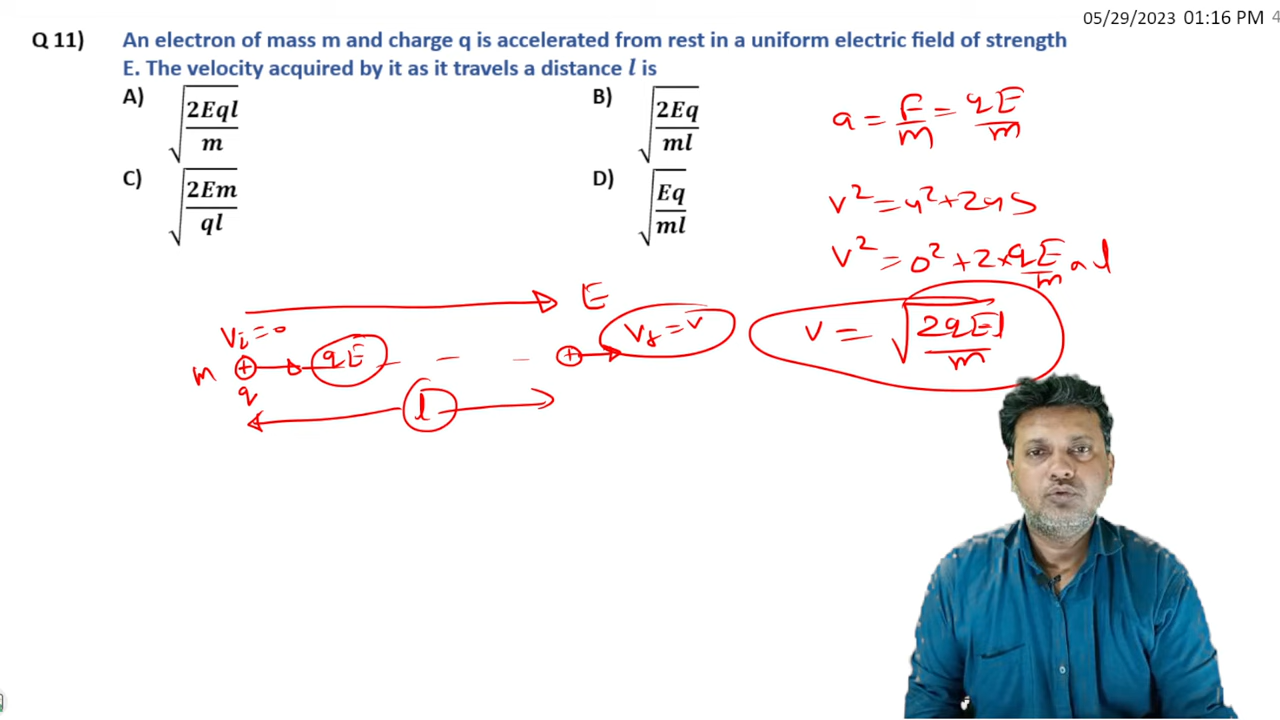 05/29/2023 01:16 PM 4
Q 11) An electron of mass m and charge q is accelerated from rest in a uniform electric field of strength
E. The velocity acquired by it as it travels a distance l is
A) √(2Eql/m) B) √(2Eq/ml)
C) √(2Em/ql) D) √(Eq/ml)
a = F/m = qE/m
v² = u² + 2as
v² = 0² + 2 × qE/m × l
v = √(2qEl/m)
E
Vi = 0
Vf = v
m + qE +
q
l